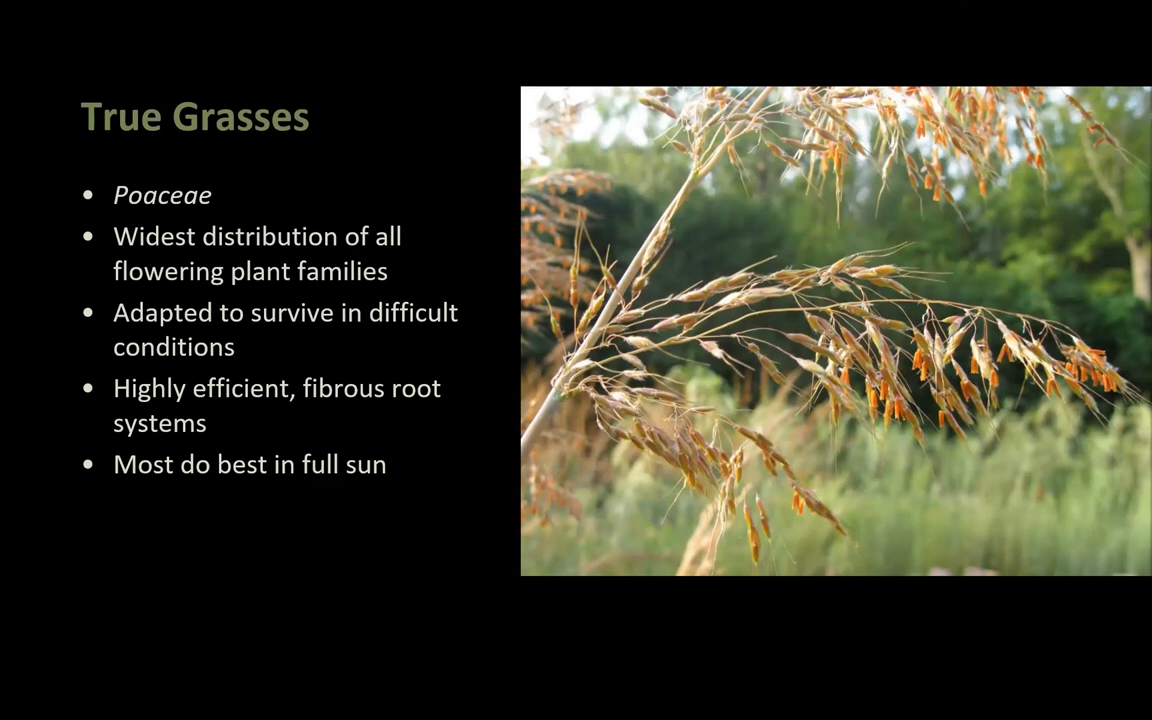 True Grasses
• Poaceae
• Widest distribution of all
flowering plant families
• Adapted to survive in difficult
conditions
• Highly efficient, fibrous root
systems
• Most do best in full sun